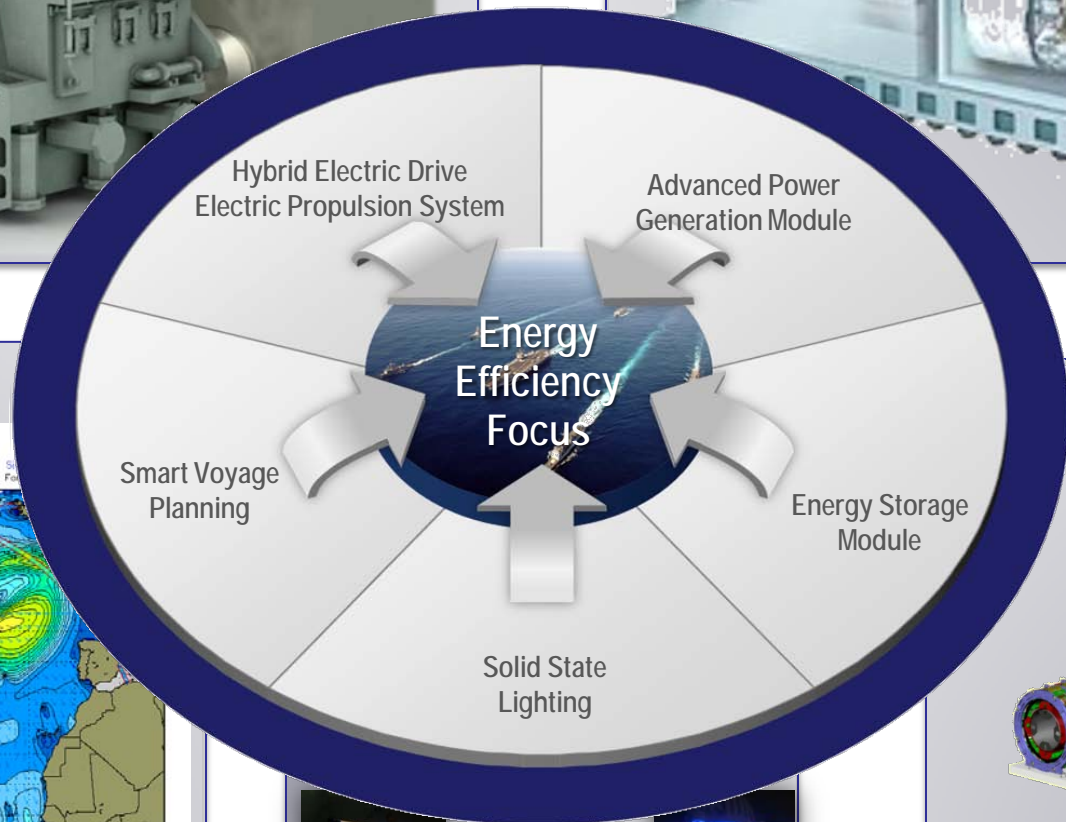 Hybrid Electric Drive
Electric Propulsion System
Advanced Power
Generation Module
Energy
Efficiency
Focus
Smart Voyage
Planning
Energy Storage
Module
Solid State
Lighting